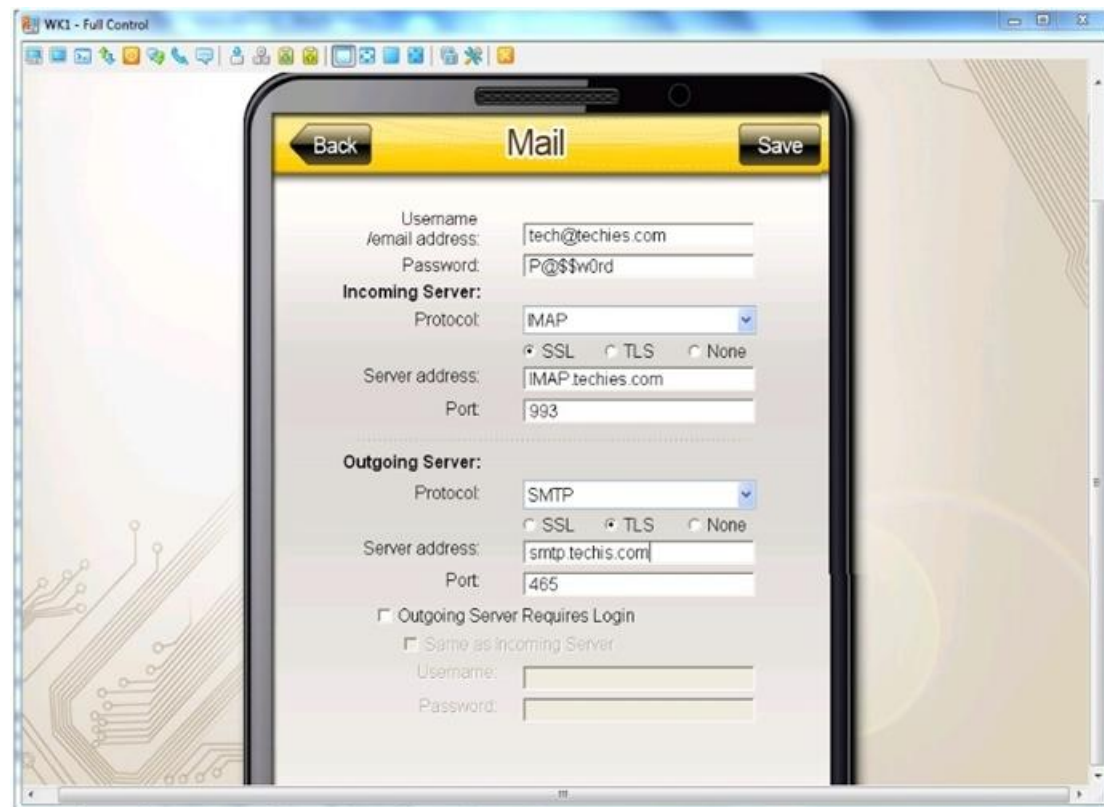 WK1 - Full Control
Back
Mail
Save
Username
/email address:
tech@techies.com
Password:
P@$$w0rd
Incoming Server:
Protocol:
IMAP
SSL TLS None
Server address:
IMAP.techies.com
Port:
993
Outgoing Server:
Protocol:
SMTP
SSL TLS None
Server address:
smtp.techis.com
Port:
465
Outgoing Server Requires Login
Same as Incoming Server
Username:
Password: